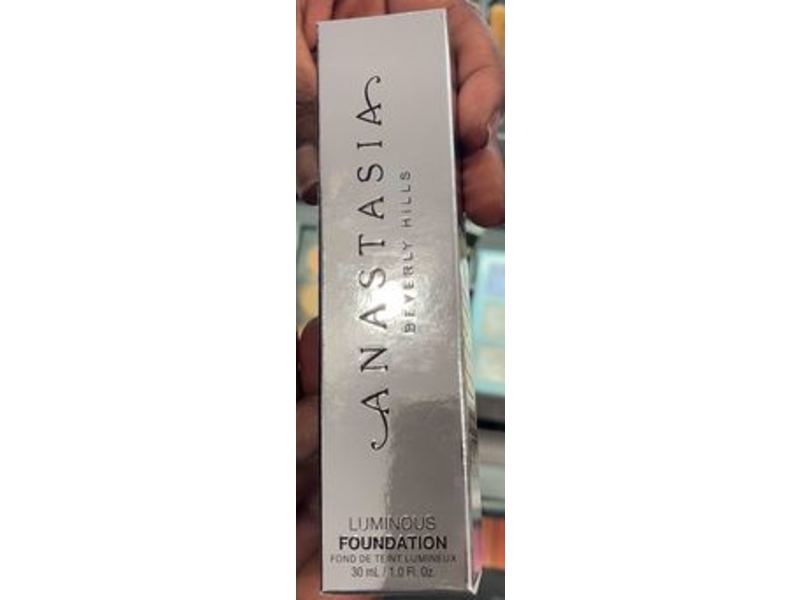 ANASTASIA
BEVERLY HILLS
LUMINOUS
FOUNDATION
FOND DE TEINT LUMINEUX
30 mL / 1.0 Fl. Oz.